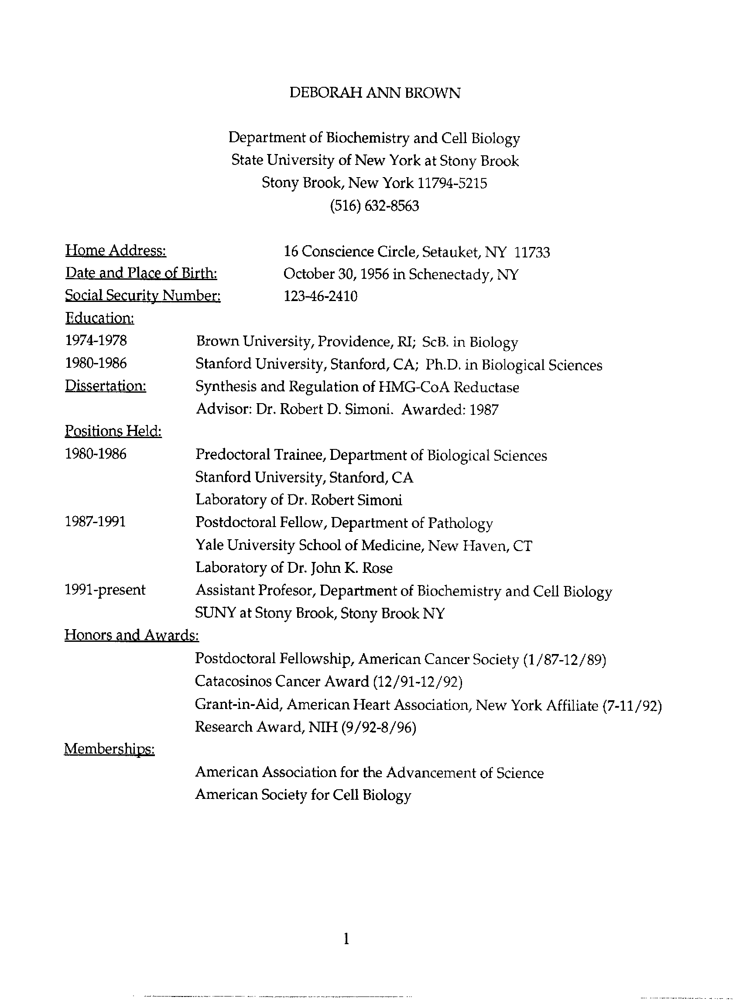 DEBORAH ANN BROWN
Department of Biochemistry and Cell Biology
State University of New York at Stony Brook
Stony Brook, New York 11794-5215
(516) 632-8563
Home Address: 16 Conscience Circle, Setauket, NY 11733
Date and Place of Birth: October 30, 1956 in Schenectady, NY
Social Security Number: 123-46-2410
Education:
1974-1978 Brown University, Providence, RI; ScB. in Biology
1980-1986 Stanford University, Stanford, CA; Ph.D. in Biological Sciences
Dissertation: Synthesis and Regulation of HMG-CoA Reductase
Advisor: Dr. Robert D. Simoni. Awarded: 1987
Positions Held:
1980-1986 Predoctoral Trainee, Department of Biological Sciences
Stanford University, Stanford, CA
Laboratory of Dr. Robert Simoni
1987-1991 Postdoctoral Fellow, Department of Pathology
Yale University School of Medicine, New Haven, CT
Laboratory of Dr. John K. Rose
1991-present Assistant Profesor, Department of Biochemistry and Cell Biology
SUNY at Stony Brook, Stony Brook NY
Honors and Awards:
Postdoctoral Fellowship, American Cancer Society (1/87-12/89)
Catacosinos Cancer Award (12/91-12/92)
Grant-in-Aid, American Heart Association, New York Affiliate (7-11/92)
Research Award, NIH (9/92-8/96)
Memberships:
American Association for the Advancement of Science
American Society for Cell Biology
1